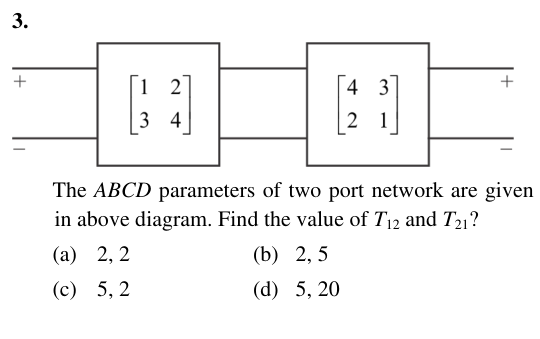 3.
+ [1 2 [4 3 +
3 4] 2 1]
– –
The ABCD parameters of two port network are given
in above diagram. Find the value of T₁₂ and T₂₁?
(a) 2, 2 (b) 2, 5
(c) 5, 2 (d) 5, 20